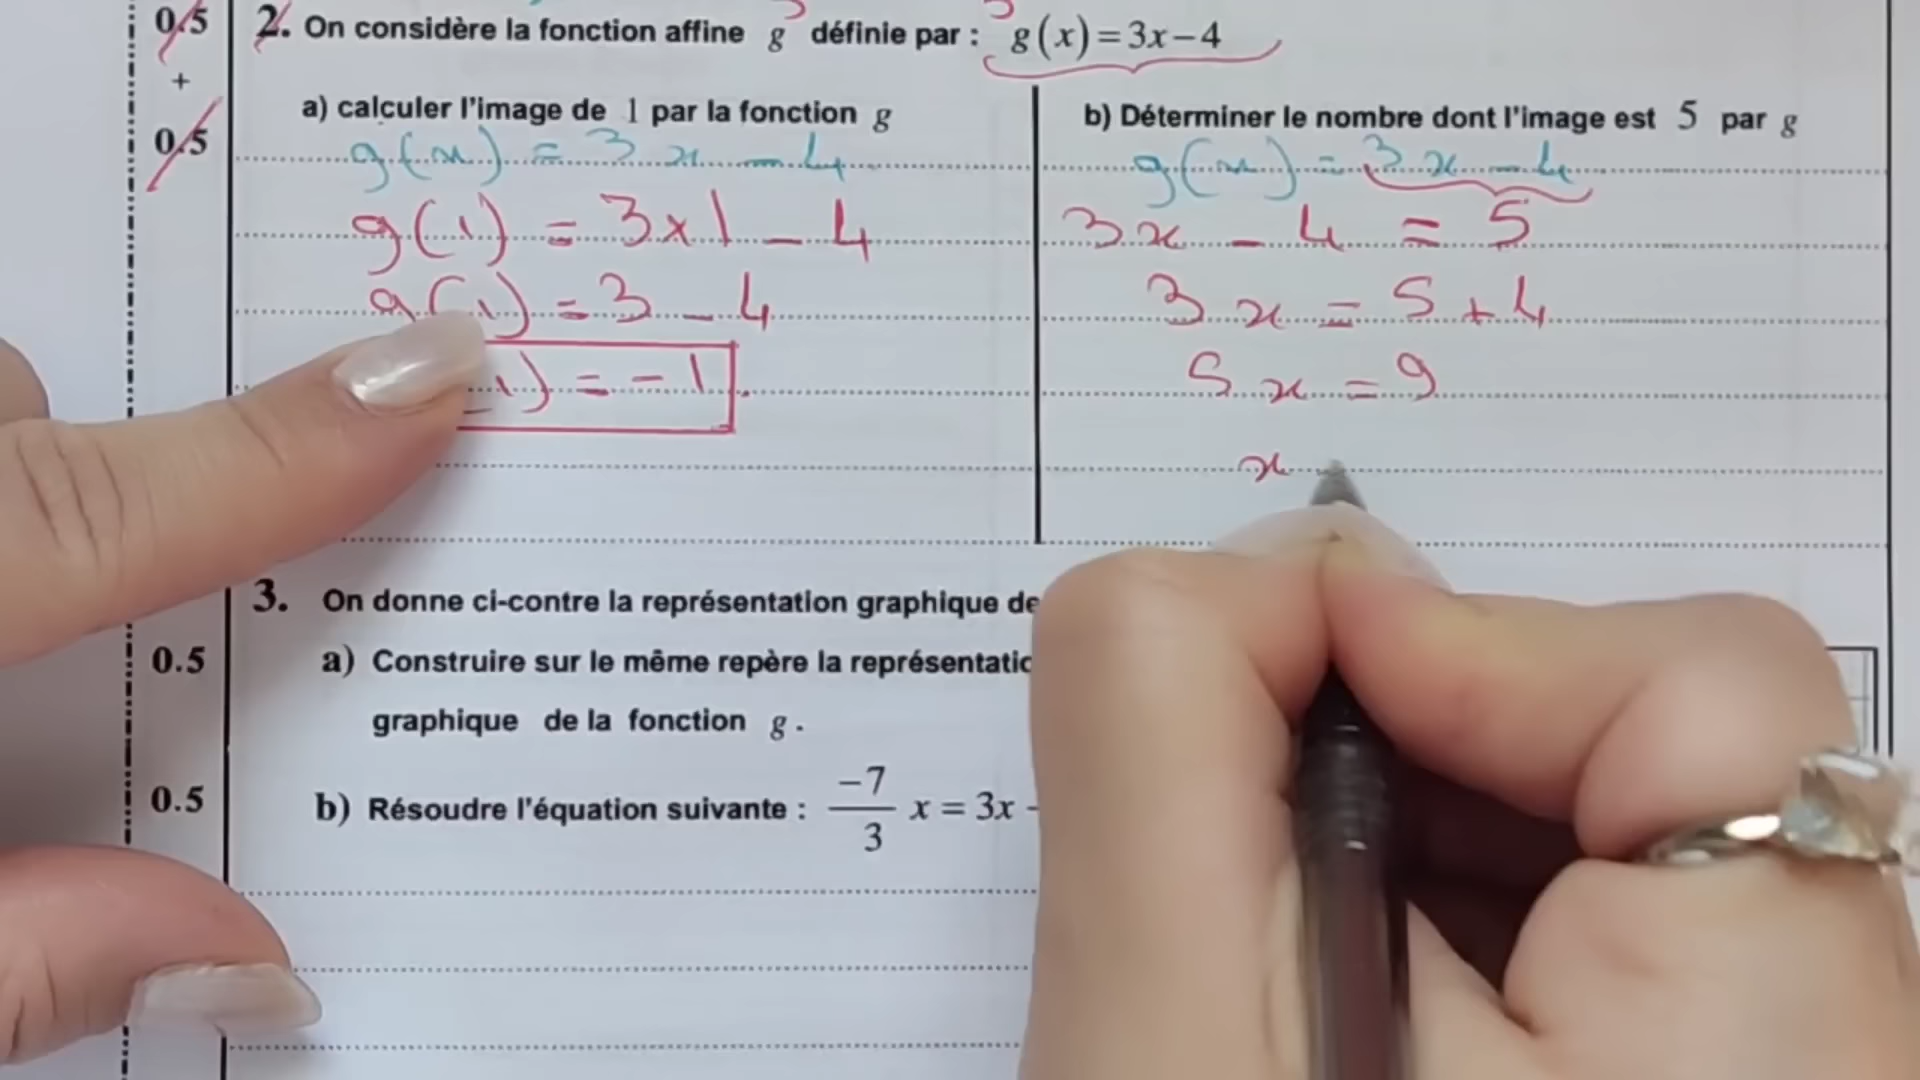 0.5
+
0.5
2. On considère la fonction affine g définie par : g(x)=3x−4
a) calculer l'image de 1 par la fonction g
g(x) = 3x − 4
g(1) = 3×1 − 4
g(1) = 3 − 4
1) = −1
b) Déterminer le nombre dont l'image est 5 par g
g(x) = 3x − 4
3x − 4 = 5
3x = 5 + 4
5x = 9
x
3. On donne ci-contre la représentation graphique de
0.5 a) Construire sur le même repère la
graphique de la fonction g.
0.5 b) Résoudre l'équation suivante : −7/3 x = 3x −